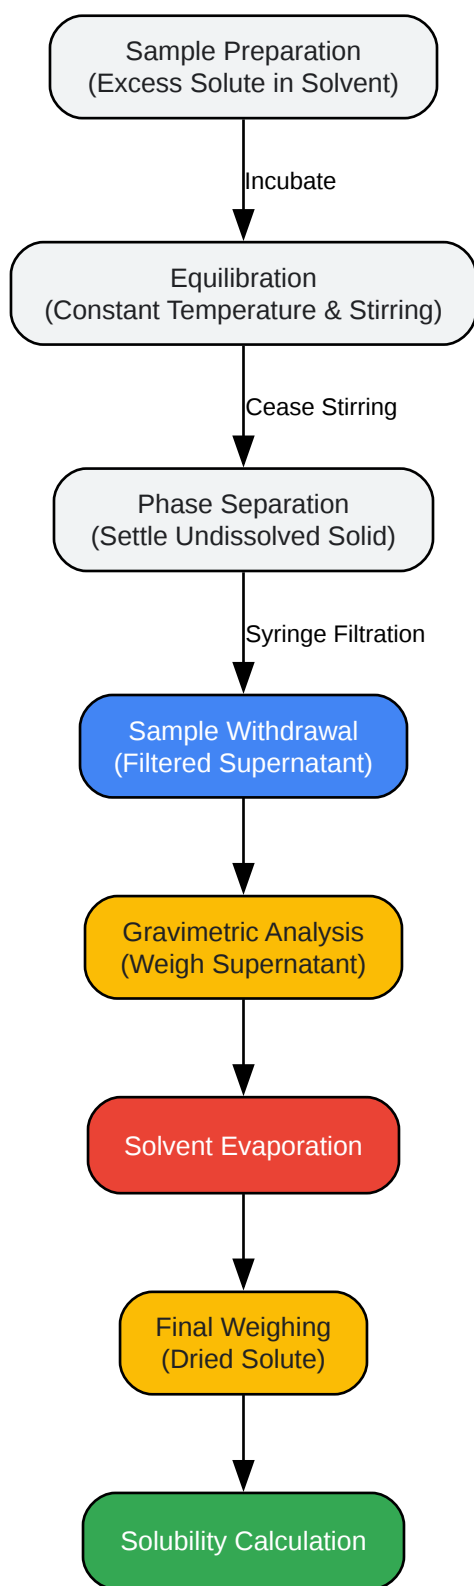 Sample Preparation
(Excess Solute in Solvent)
Incubate
Equilibration
(Constant Temperature & Stirring)
Cease Stirring
Phase Separation
(Settle Undissolved Solid)
Syringe Filtration
Sample Withdrawal
(Filtered Supernatant)
Gravimetric Analysis
(Weigh Supernatant)
Solvent Evaporation
Final Weighing
(Dried Solute)
Solubility Calculation